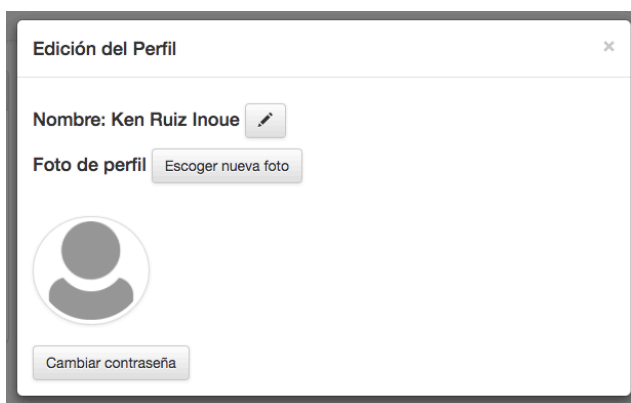 Edición del Perfil ×
Nombre: Ken Ruiz Inoue
Foto de perfil Escoger nueva foto
Cambiar contraseña